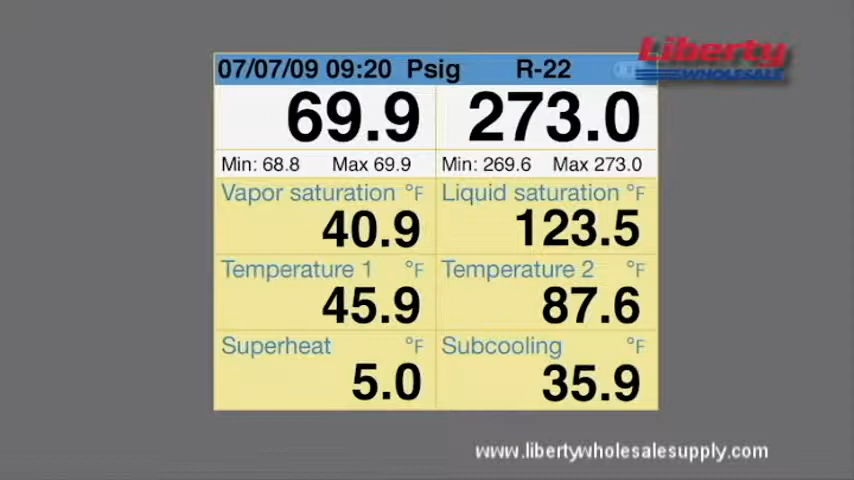 Liberty
WHOLESALE
07/07/09 09:20 Psig R-22
69.9 273.0
Min: 68.8 Max 69.9 Min: 269.6 Max 273.0
Vapor saturation °F Liquid saturation °F
40.9 123.5
Temperature 1 °F Temperature 2 °F
45.9 87.6
Superheat °F Subcooling °F
5.0 35.9
www.libertywholesalesupply.com